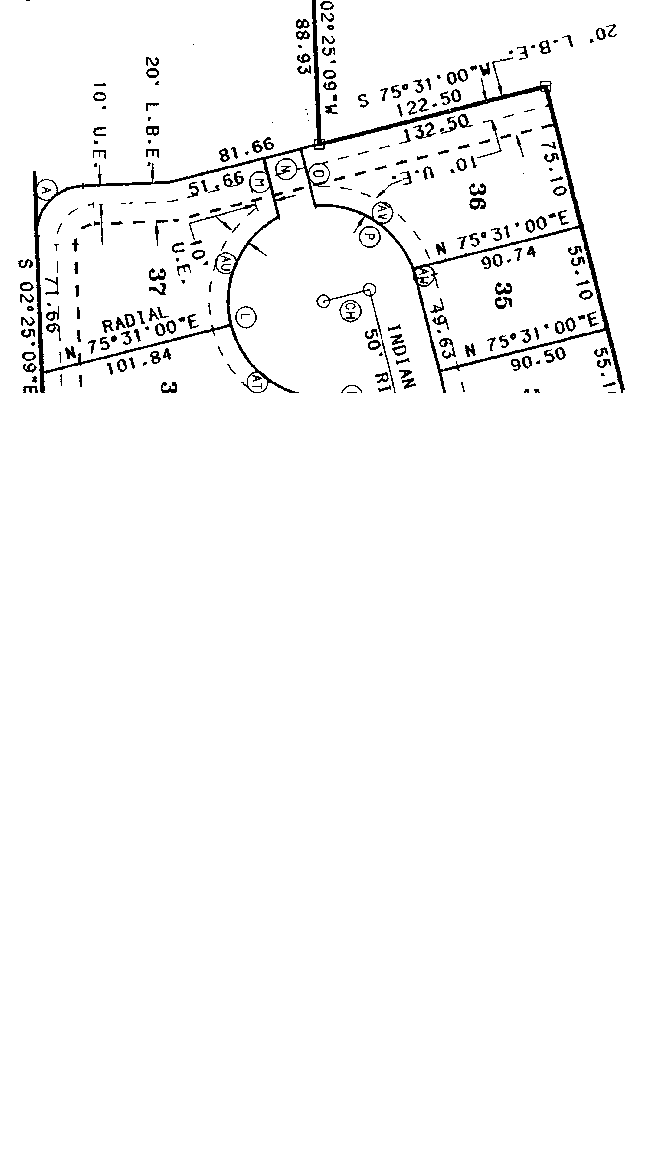 02°25'09"W
88.93
20' L.B.E.
S 75°31'00"W
122.50
132.50
10' U.E.
20' L.B.E.
10' U.E.
81.66
51.66
A
M
N
O
75.10
36
AV
P
N 75°31'00"E
90.74
55.10
35
AW
49.63
N 75°31'00"E
90.50
10'
U.E.
AU
37
S 02°25'09"E
77.66
RADIAL
N 75°31'00"E
101.84
L
CH
INDIAN
50'
AT